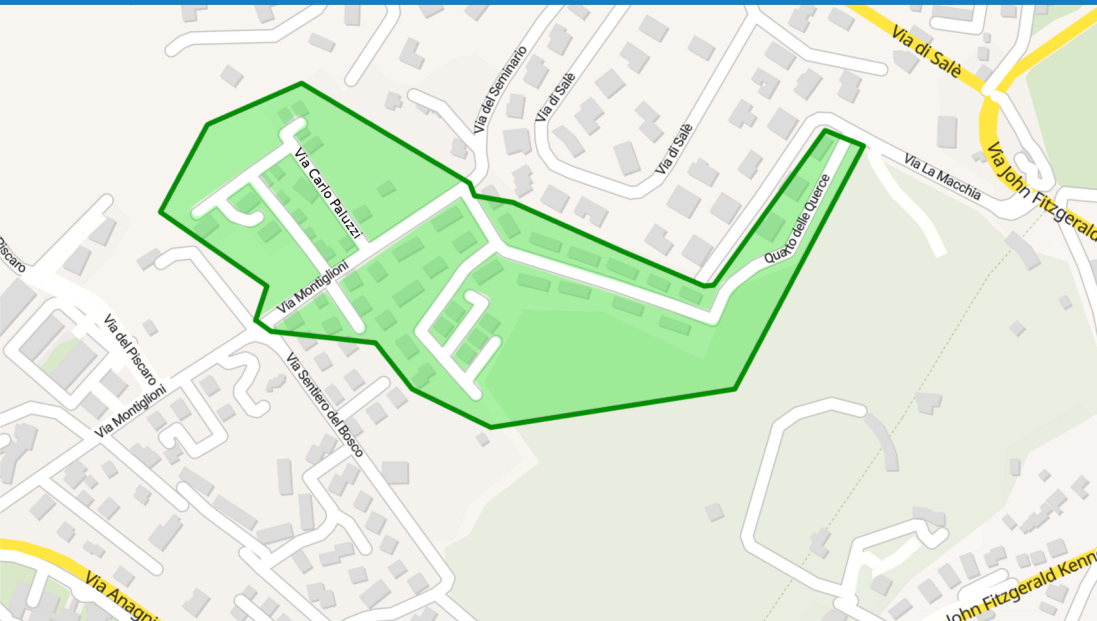 Via di Salè
Via del Seminario
Via di Salè
Via di Salè
Via La Macchia
Via John Fitzgerald
Via Carlo Paluzzi
Quarto delle Querce
Piscaro
Via Montiglioni
Via del Piscaro
Via Sentiero del Bosco
Via Montiglioni
Via Anagni
John Fitzgerald Kenn